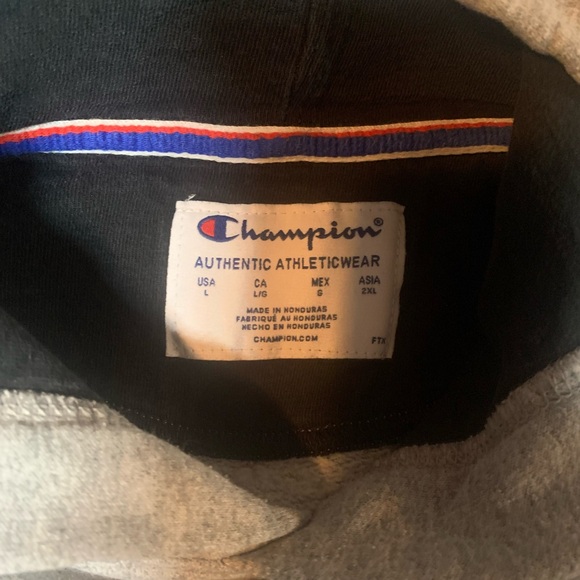 Champion®
AUTHENTIC ATHLETICWEAR
USA CA MEX ASIA
L L/G G 2XL
MADE IN HONDURAS
FABRIQUÉ AU HONDURAS
HECHO EN HONDURAS
CHAMPION.COM
FTH